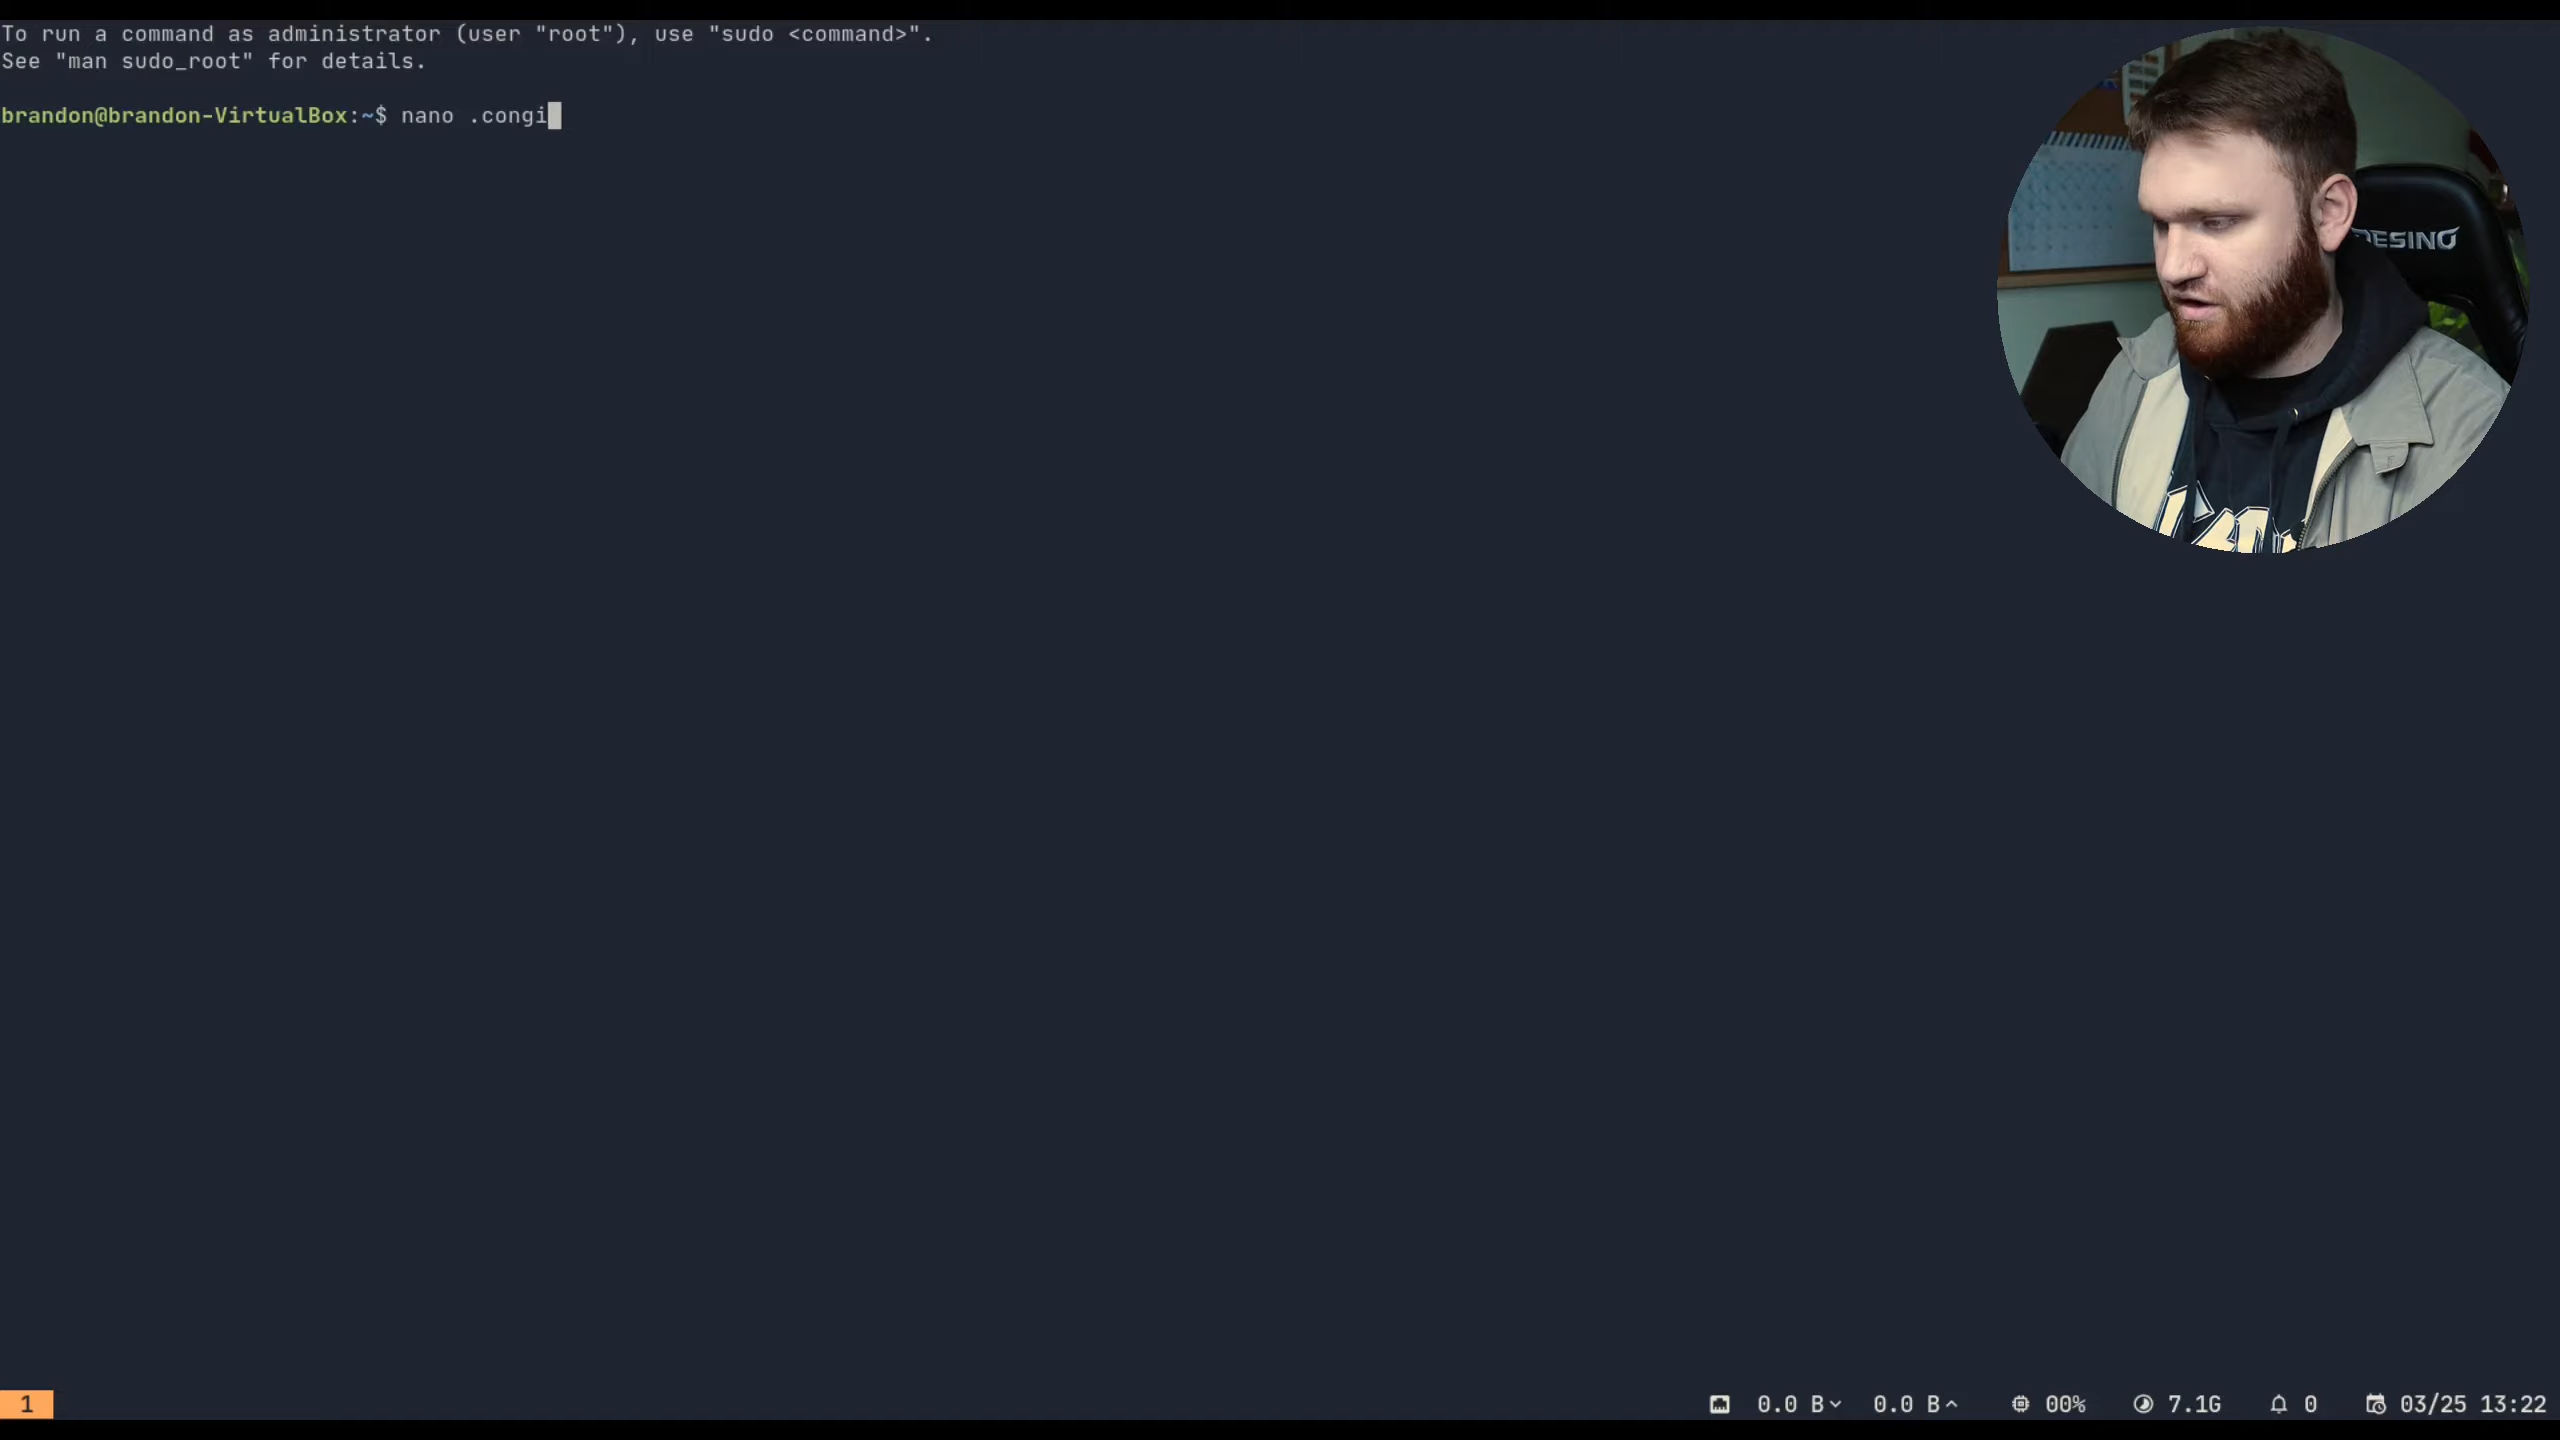 To run a command as administrator (user "root"), use "sudo <command>".
See "man sudo_root" for details.
brandon@brandon-VirtualBox:~$ nano .congi
ESINO
1
0.0 B
0.0 B
00%
7.1G
0
03/25 13:22